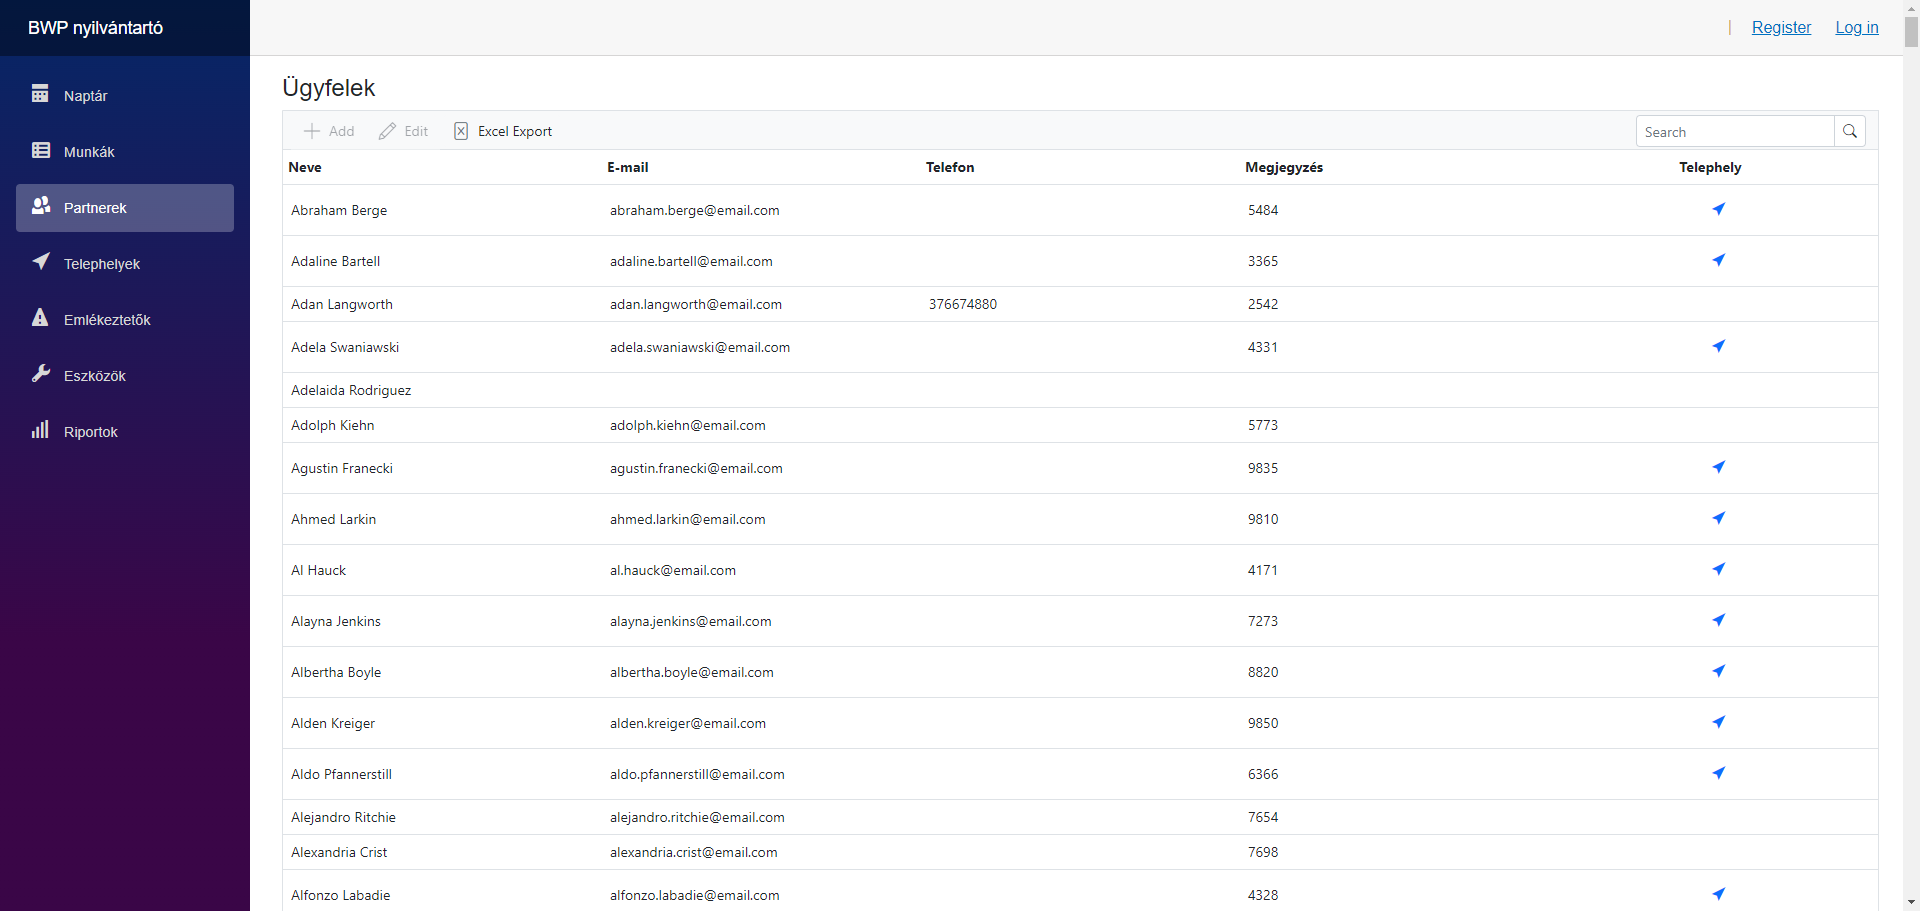 BWP nyilvántartó
Register Log in
Naptár
Munkák
Partnerek
Telephelyek
Emlékeztetők
Eszközök
Riportok
Ügyfelek
Add Edit Excel Export Search
Neve E-mail Telefon Megjegyzés Telephely
Abraham Berge abraham.berge@email.com 5484
Adaline Bartell adaline.bartell@email.com 3365
Adan Langworth adan.langworth@email.com 376674880 2542
Adela Swaniawski adela.swaniawski@email.com 4331
Adelaida Rodriguez
Adolph Kiehn adolph.kiehn@email.com 5773
Agustin Franecki agustin.franecki@email.com 9835
Ahmed Larkin ahmed.larkin@email.com 9810
Al Hauck al.hauck@email.com 4171
Alayna Jenkins alayna.jenkins@email.com 7273
Albertha Boyle albertha.boyle@email.com 8820
Alden Kreiger alden.kreiger@email.com 9850
Aldo Pfannerstill aldo.pfannerstill@email.com 6366
Alejandro Ritchie alejandro.ritchie@email.com 7654
Alexandria Crist alexandria.crist@email.com 7698
Alfonzo Labadie alfonzo.labadie@email.com 4328